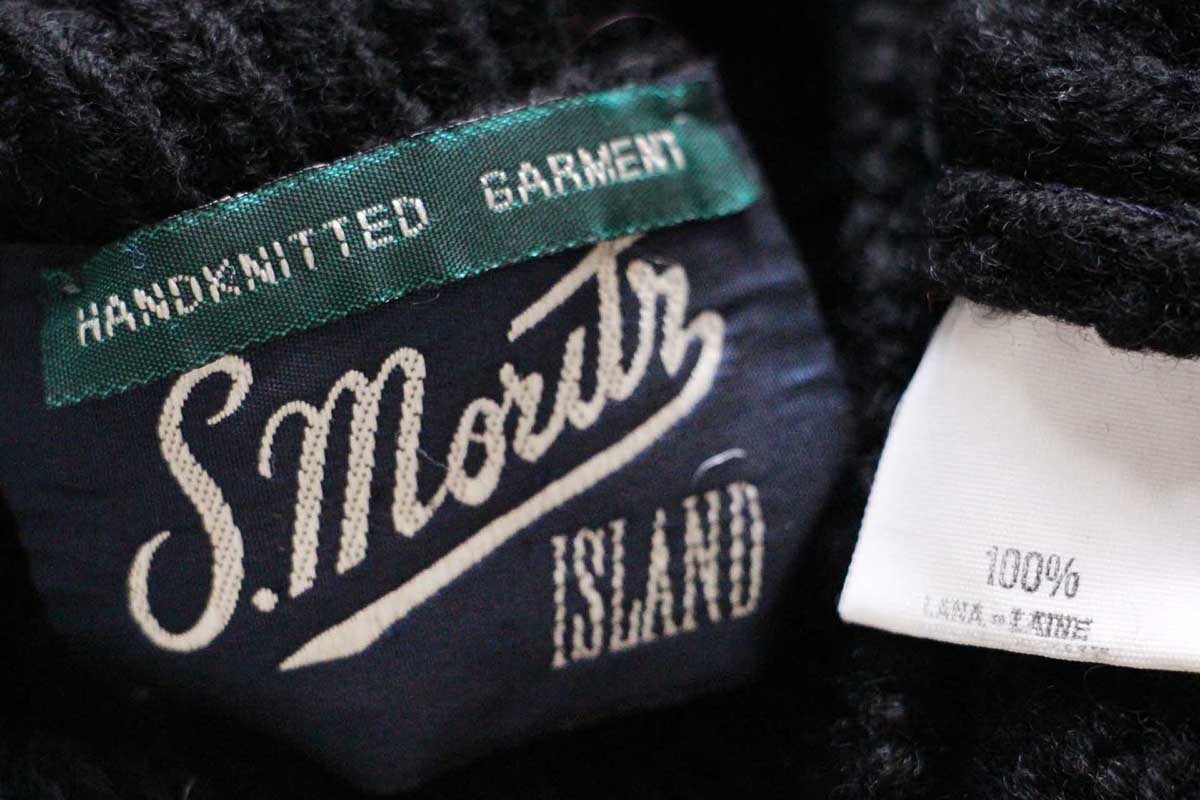 HANDKNITTED GARMENT
S. Moritz
ISLAND
100%
LANA - LAINE